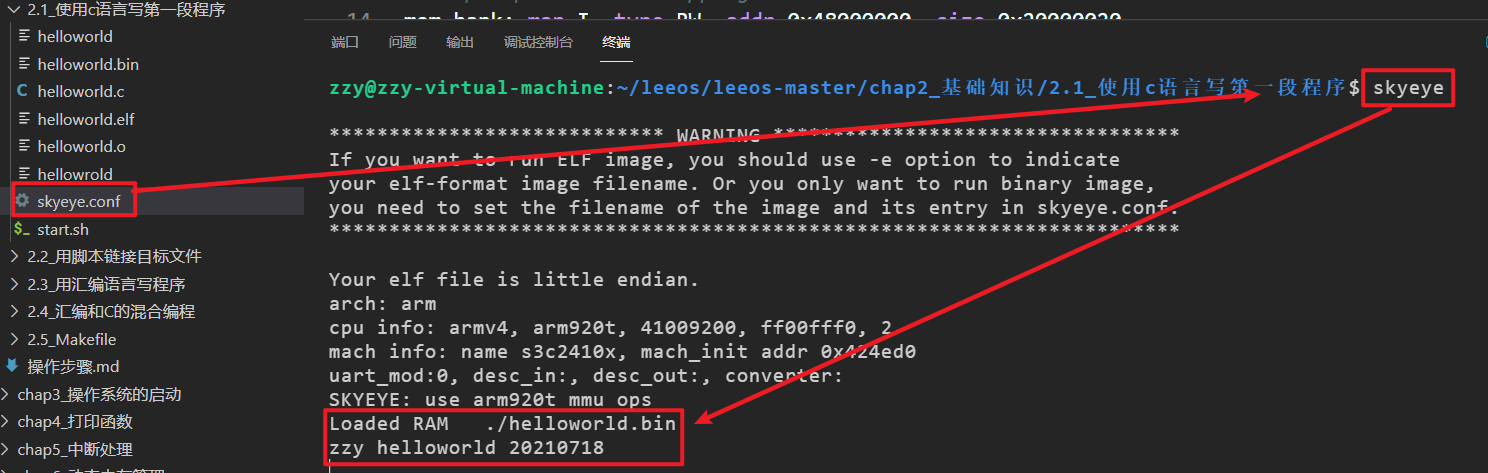 2.1_使用c语言写第一段程序
helloworld
helloworld.bin
helloworld.c
helloworld.elf
helloworld.o
hellowrold
skyeye.conf
start.sh
2.2_用脚本链接目标文件
2.3_用汇编语言写程序
2.4_汇编和C的混合编程
2.5_Makefile
操作步骤.md
chap3_操作系统的启动
chap4_打印函数
chap5_中断处理
端口 问题 输出 调试控制台 终端
zzy@zzy-virtual-machine:~/leeos/leeos-master/chap2_基础知识/2.1_使用c语言写第一段程序$ skyeye
**************************** WARNING **********************************
If you want to run ELF image, you should use -e option to indicate
your elf-format image filename. Or you only want to run binary image,
you need to set the filename of the image and its entry in skyeye.conf.
***********************************************************************
Your elf file is little endian.
arch: arm
cpu info: armv4, arm920t, 41009200, ff00fff0, 2
mach info: name s3c2410x, mach_init addr 0x424ed0
uart_mod:0, desc_in:, desc_out:, converter:
SKYEYE: use arm920t mmu ops
Loaded RAM   ./helloworld.bin
zzy helloworld 20210718